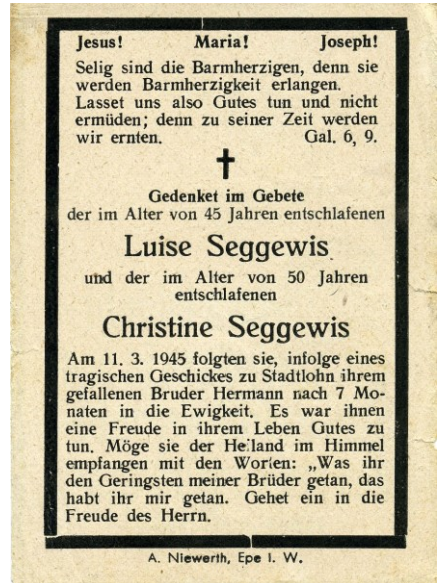 Jesus! Maria! Joseph!
Selig sind die Barmherzigen, denn sie
werden Barmherzigkeit erlangen.
Lasset uns also Gutes tun und nicht
ermüden; denn zu seiner Zeit werden
wir ernten. Gal. 6, 9.
Gedenket im Gebete
der im Alter von 45 Jahren entschlafenen
Luise Seggewis
und der im Alter von 50 Jahren
entschlafenen
Christine Seggewis
Am 11. 3. 1945 folgten sie, infolge eines
tragischen Geschickes zu Stadtlohn ihrem
gefallenen Bruder Hermann nach 7 Mo-
naten in die Ewigkeit. Es war ihnen
eine Freude in ihrem Leben Gutes zu
tun. Möge sie der Heiland im Himmel
empfangen mit den Worten: „Was ihr
den Geringsten meiner Brüder getan, das
habt ihr mir getan. Gehet ein in die
Freude des Herrn.
A. Niewerth, Epe i. W.